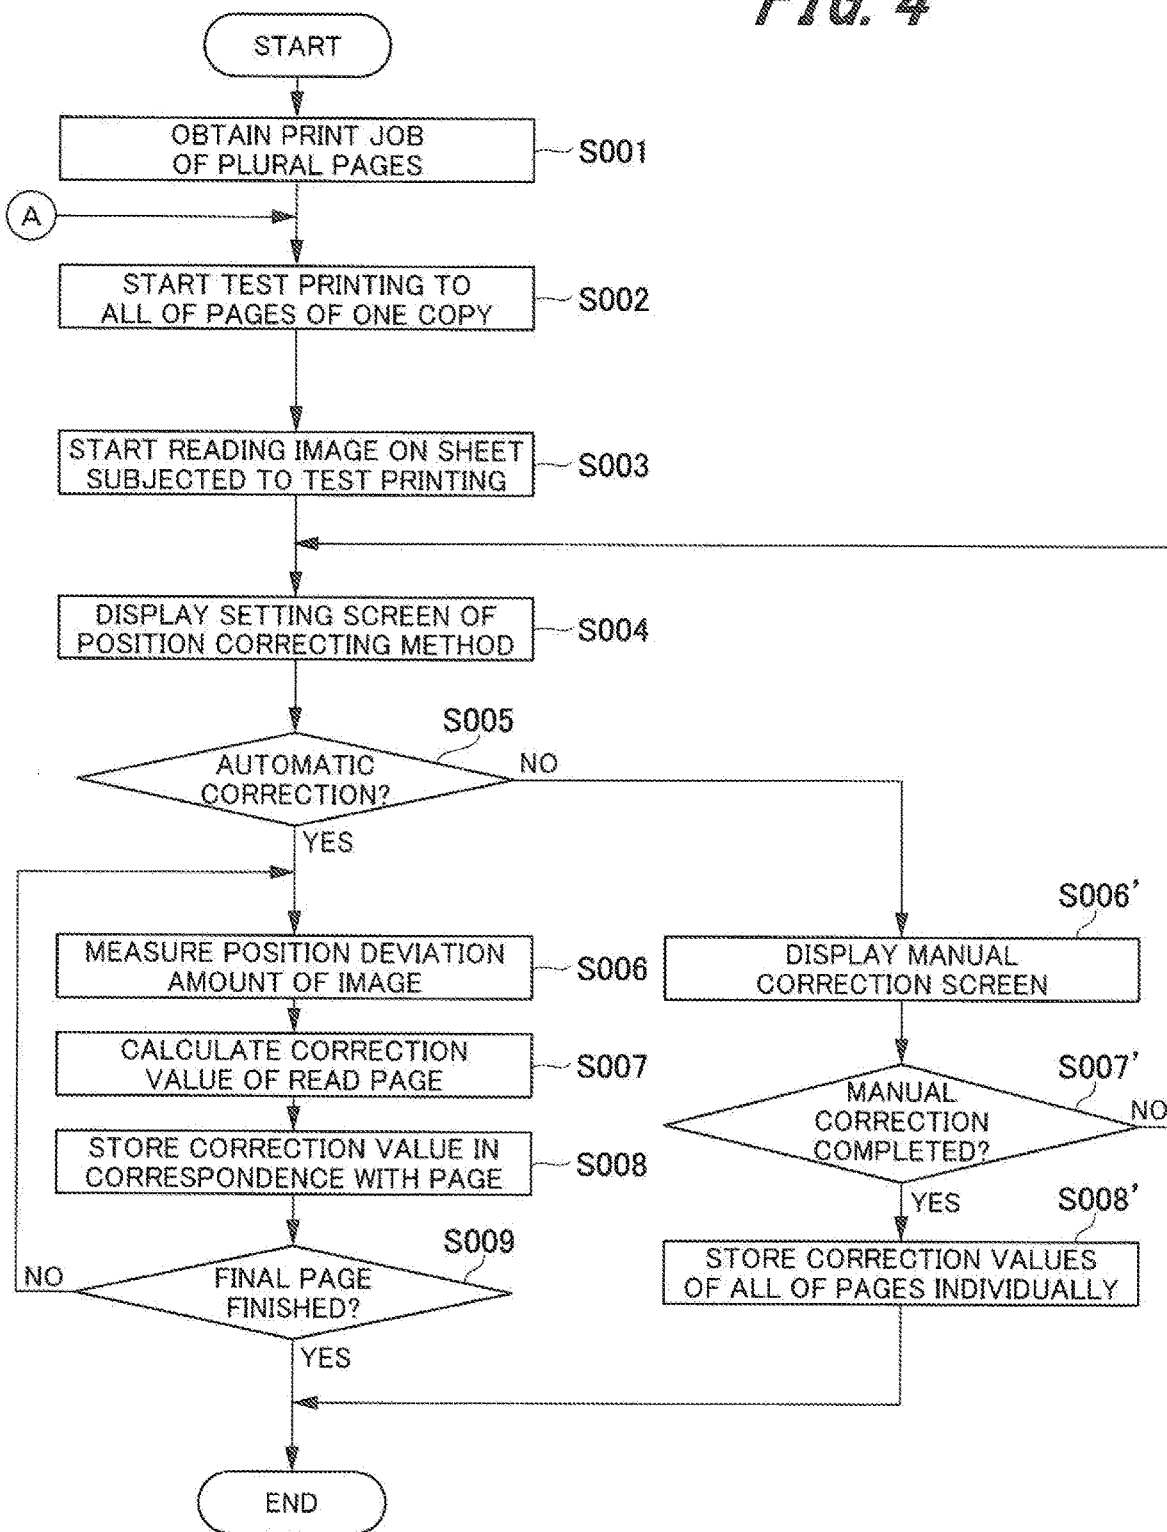 FIG. 4
START
OBTAIN PRINT JOB
OF PLURAL PAGES
S001
A
START TEST PRINTING TO
ALL OF PAGES OF ONE COPY
S002
START READING IMAGE ON SHEET
SUBJECTED TO TEST PRINTING
S003
DISPLAY SETTING SCREEN OF
POSITION CORRECTING METHOD
S004
S005
AUTOMATIC
CORRECTION?
NO
YES
MEASURE POSITION DEVIATION
AMOUNT OF IMAGE
S006
CALCULATE CORRECTION
VALUE OF READ PAGE
S007
STORE CORRECTION VALUE IN
CORRESPONDENCE WITH PAGE
S008
S009
FINAL PAGE
FINISHED?
NO
YES
S006'
DISPLAY MANUAL
CORRECTION SCREEN
S007'
MANUAL
CORRECTION
COMPLETED?
NO
YES
S008'
STORE CORRECTION VALUES
OF ALL OF PAGES INDIVIDUALLY
END